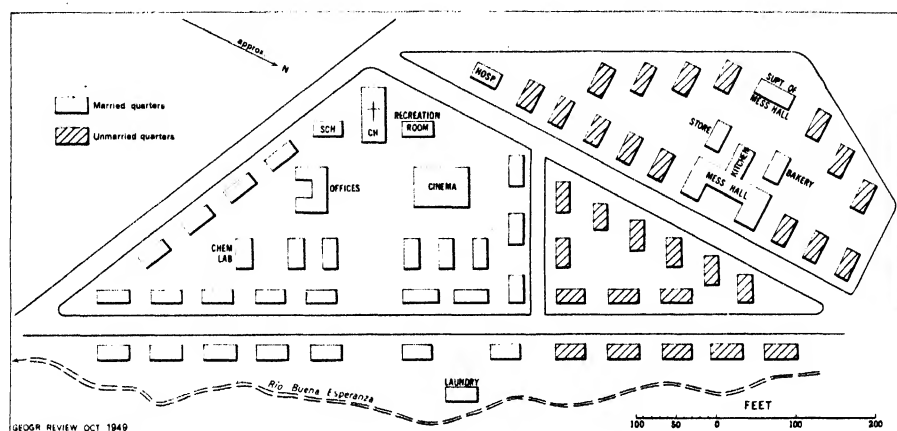 approx
N
Married quarters
Unmarried quarters
HOSP
SUPT OF
MESS HALL
RECREATION
SCH
CH
ROOM
STORE
KITCHEN
MESS HALL
BAKERY
OFFICES
CINEMA
CHEM
LAB
LAUNDRY
Río Buena Esperanza
FEET
100 50 0 100 200
GEOGR REVIEW OCT 1949